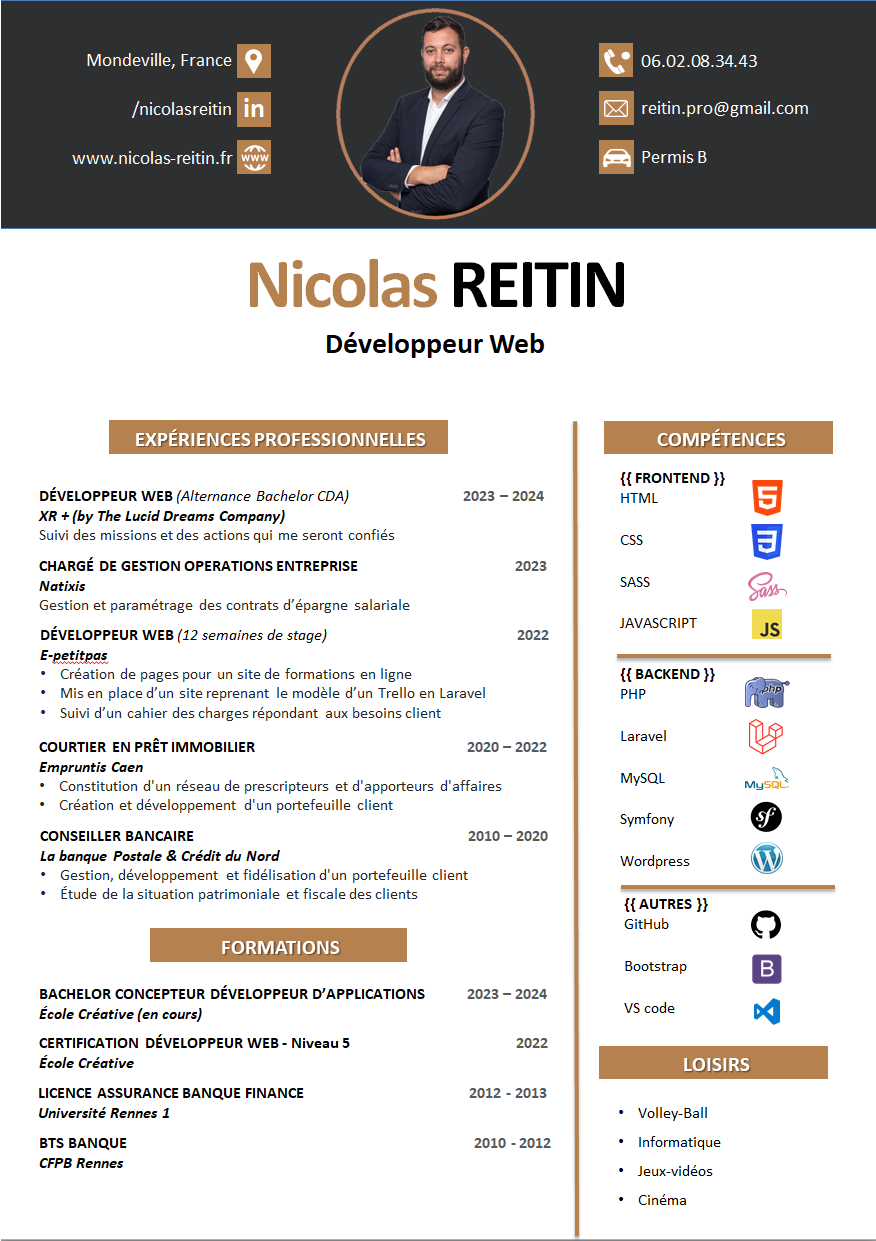 Mondeville, France
/nicolasreitin
in
www.nicolas-reitin.fr
WWW
06.02.08.34.43
reitin.pro@gmail.com
Permis B
Nicolas REITIN
Développeur Web
EXPÉRIENCES PROFESSIONNELLES
DÉVELOPPEUR WEB (Alternance Bachelor CDA) 2023 – 2024
XR + (by The Lucid Dreams Company)
Suivi des missions et des actions qui me seront confiés
CHARGÉ DE GESTION OPERATIONS ENTREPRISE 2023
Natixis
Gestion et paramétrage des contrats d’épargne salariale
DÉVELOPPEUR WEB (12 semaines de stage) 2022
E-petitpas
• Création de pages pour un site de formations en ligne
• Mis en place d’un site reprenant le modèle d’un Trello en Laravel
• Suivi d’un cahier des charges répondant aux besoins client
COURTIER EN PRÊT IMMOBILIER 2020 – 2022
Empruntis Caen
• Constitution d'un réseau de prescripteurs et d'apporteurs d'affaires
• Création et développement d'un portefeuille client
CONSEILLER BANCAIRE 2010 – 2020
La banque Postale & Crédit du Nord
• Gestion, développement et fidélisation d'un portefeuille client
• Étude de la situation patrimoniale et fiscale des clients
FORMATIONS
BACHELOR CONCEPTEUR DÉVELOPPEUR D’APPLICATIONS 2023 – 2024
École Créative (en cours)
CERTIFICATION DÉVELOPPEUR WEB - Niveau 5 2022
École Créative
LICENCE ASSURANCE BANQUE FINANCE 2012 - 2013
Université Rennes 1
BTS BANQUE 2010 - 2012
CFPB Rennes
COMPÉTENCES
{{ FRONTEND }}
HTML 5
CSS 3
SASS Sass
JAVASCRIPT JS
{{ BACKEND }}
PHP php
Laravel
MySQL MySQL
Symfony sf
Wordpress W
{{ AUTRES }}
GitHub
Bootstrap B
VS code
LOISIRS
• Volley-Ball
• Informatique
• Jeux-vidéos
• Cinéma